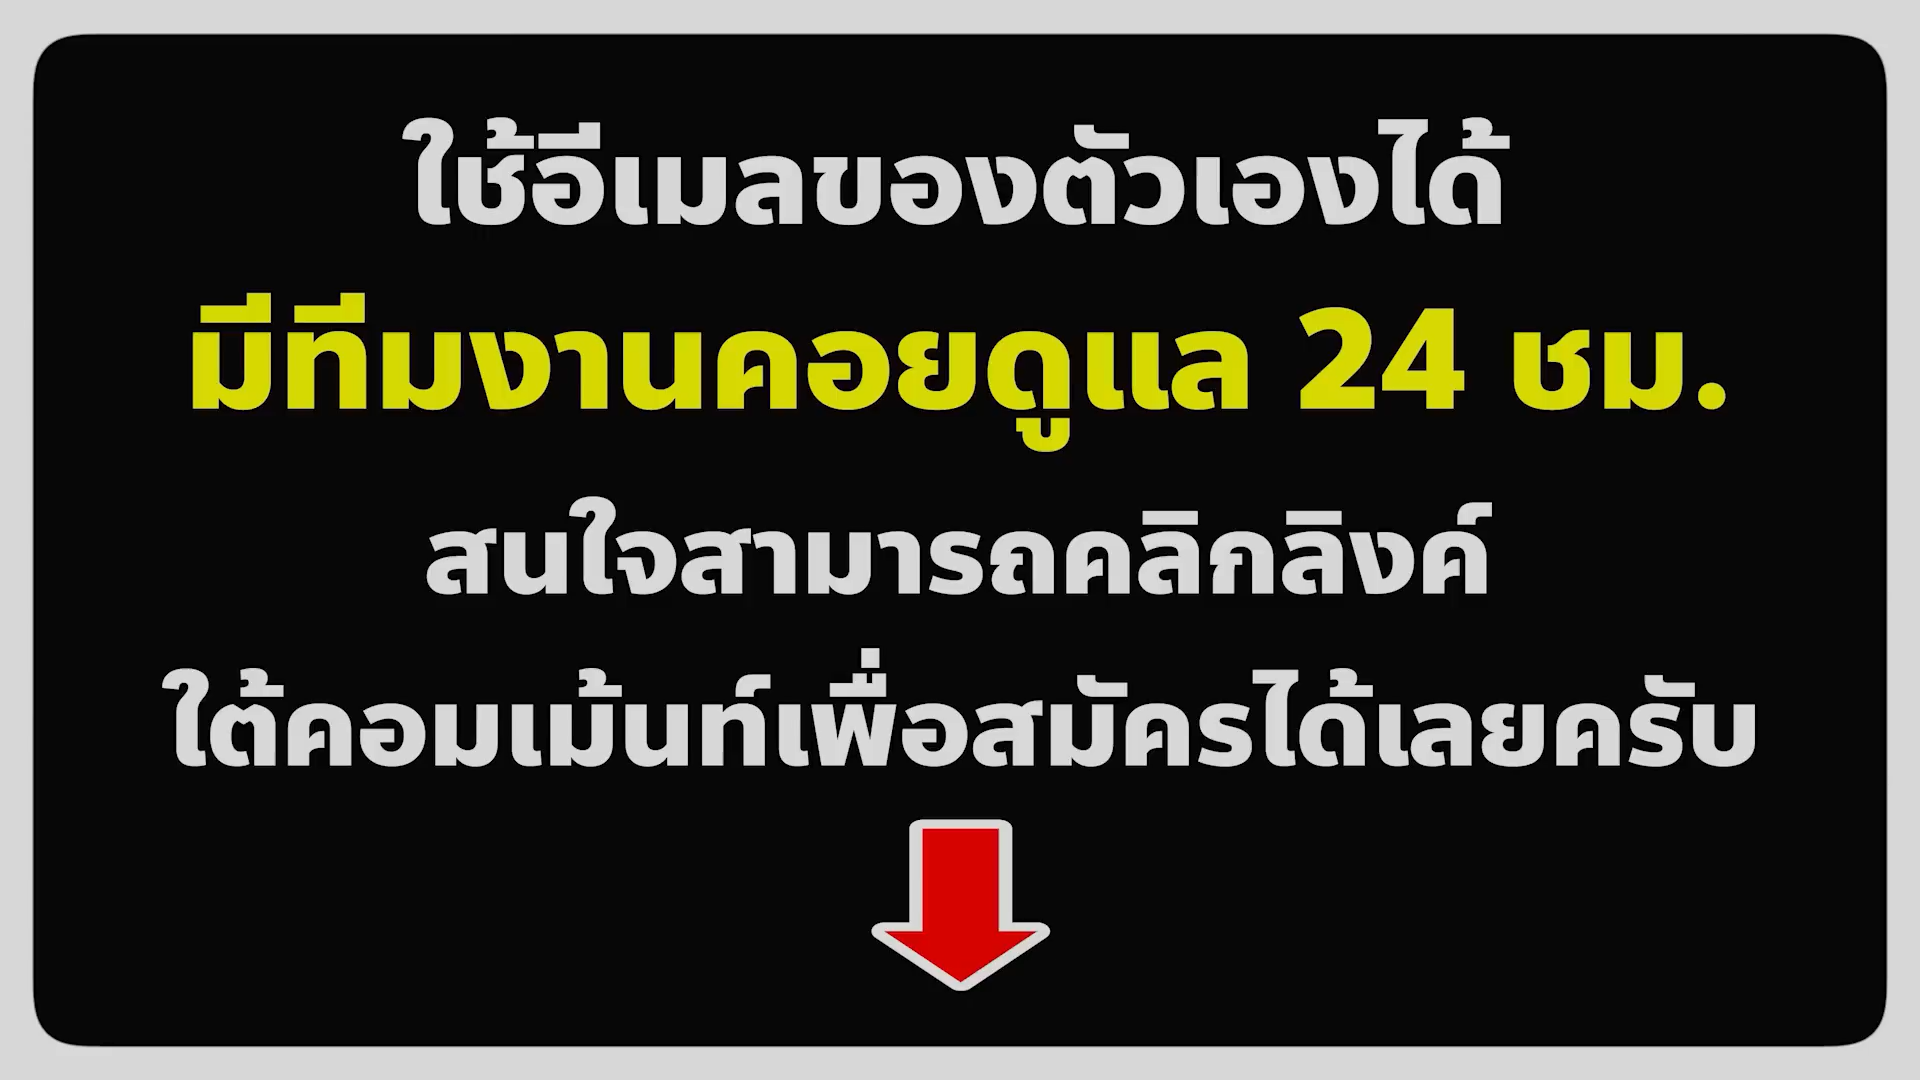 ใช้อีเมลของตัวเองได้
มีทีมงานคอยดูแล 24 ชม.
สนใจสามารถคลิกลิงค์
ใต้คอมเม้นท์เพื่อสมัครได้เลยครับ